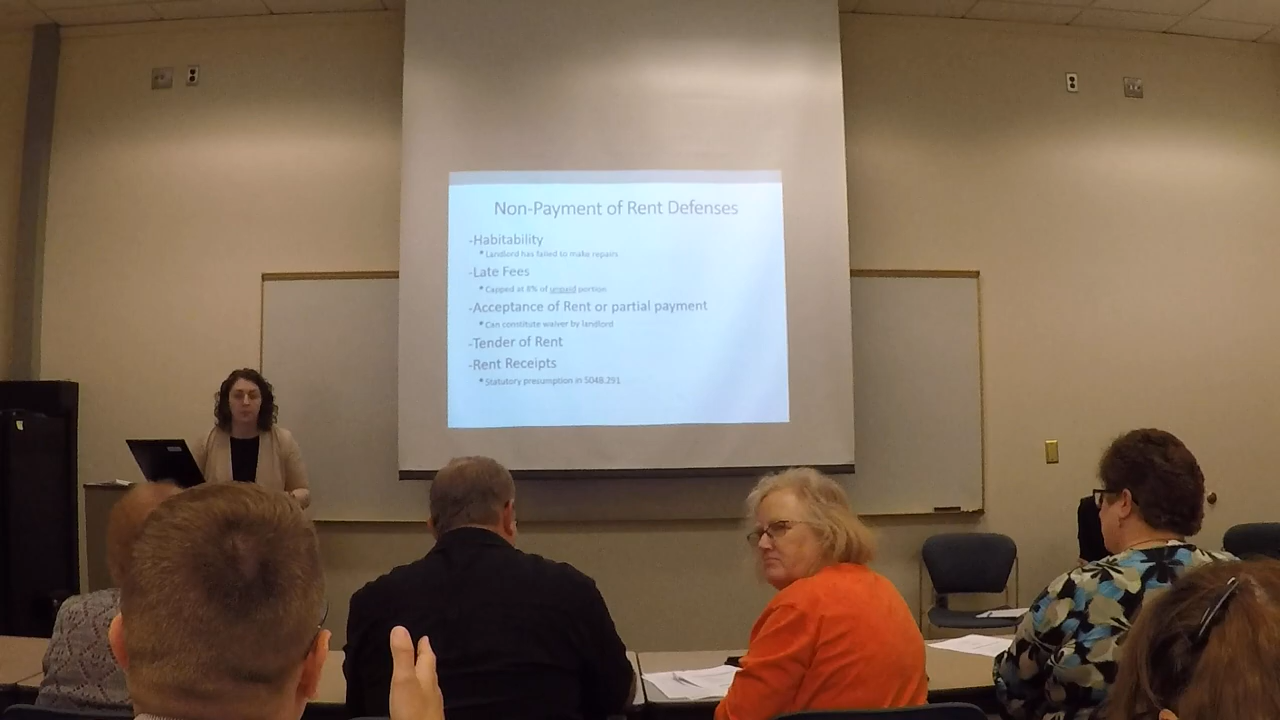 Non-Payment of Rent Defenses
-Habitability
* Landlord has failed to make repairs
-Late Fees
* Capped at 8% of unpaid portion
-Acceptance of Rent or partial payment
* Can constitute waiver by landlord
-Tender of Rent
-Rent Receipts
* Statutory presumption in 504B.291